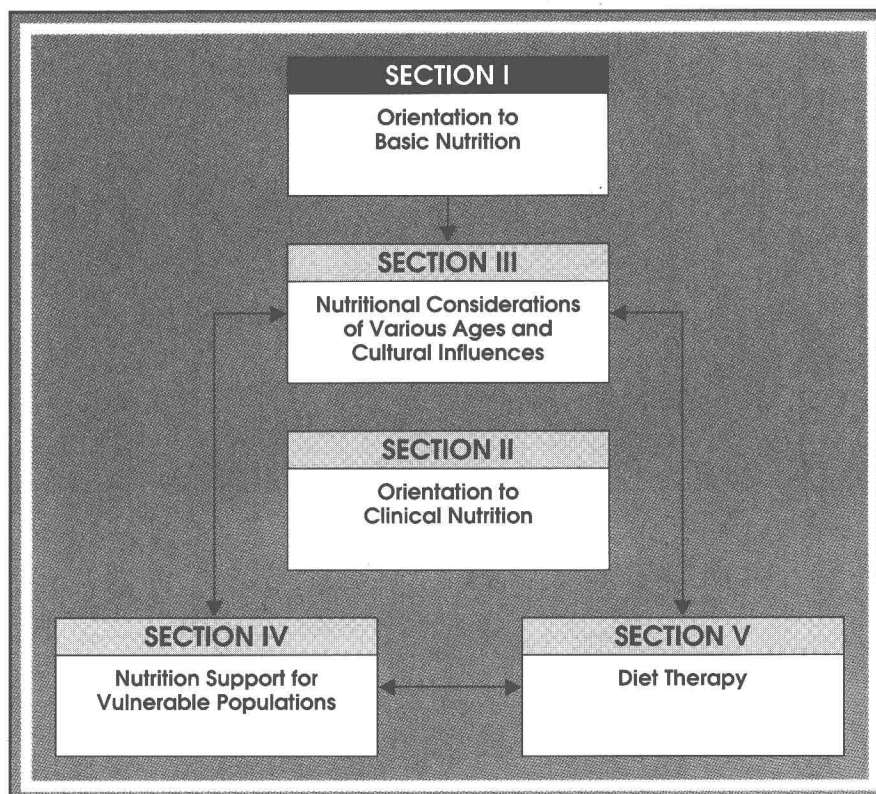 SECTION I
Orientation to
Basic Nutrition
SECTION III
Nutritional Considerations
of Various Ages and
Cultural Influences
SECTION II
Orientation to
Clinical Nutrition
SECTION IV
Nutrition Support for
Vulnerable Populations
SECTION V
Diet Therapy